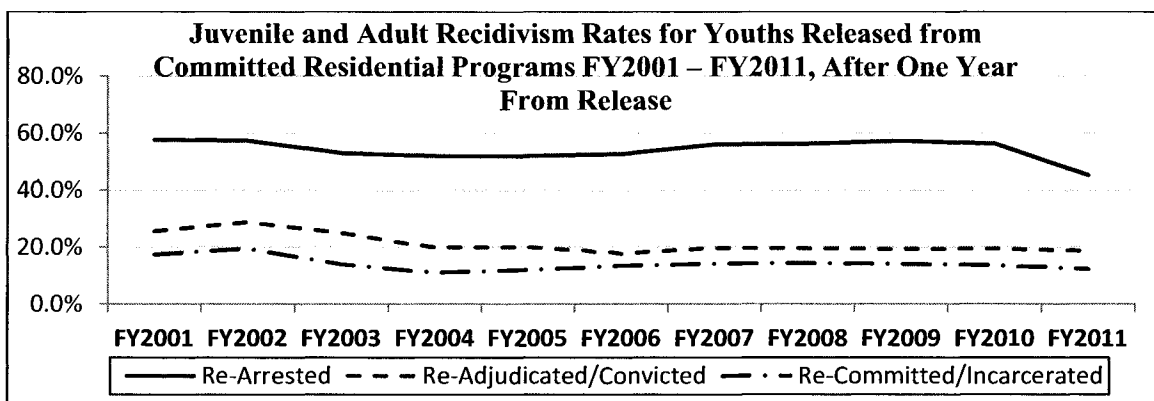 Juvenile and Adult Recidivism Rates for Youths Released from
Committed Residential Programs FY2001 – FY2011, After One Year
From Release
80.0%
60.0%
40.0%
20.0%
0.0%
FY2001 FY2002 FY2003 FY2004 FY2005 FY2006 FY2007 FY2008 FY2009 FY2010 FY2011
Re-Arrested Re-Adjudicated/Convicted Re-Committed/Incarcerated